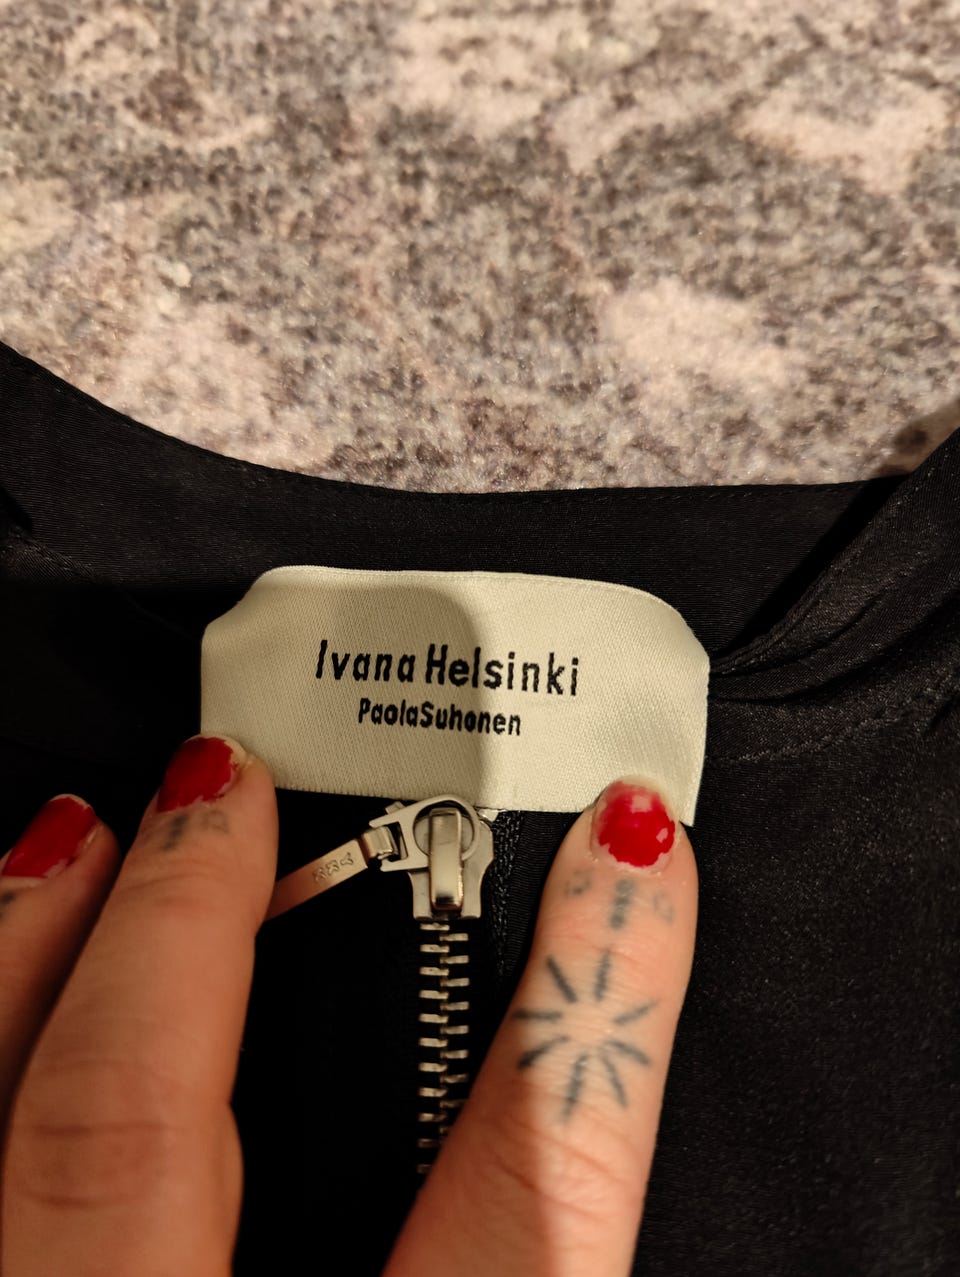 Ivana Helsinki
PaolaSuhonen